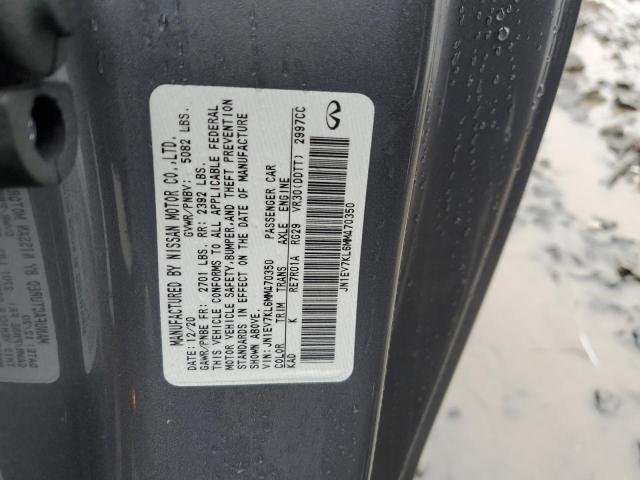 MANUFACTURED BY NISSAN MOTOR CO.,LTD.
DATE: 12/20 GVWR/PNBV: 5082 LBS.
GAWR/PNBE FR: 2701 LBS. RR: 2392 LBS.
THIS VEHICLE CONFORMS TO ALL APPLICABLE FEDERAL
MOTOR VEHICLE SAFETY,BUMPER,AND THEFT PREVENTION
STANDARDS IN EFFECT ON THE DATE OF MANUFACTURE
SHOWN ABOVE.
VIN: JN1EV7KL6MM470350 PASSENGER CAR
COLOR TRIM TRANS AXLE ENGINE
KAD K RE7R01A RG29 VR30(DDTT) 2997CC
JN1EV7KL6MM470350